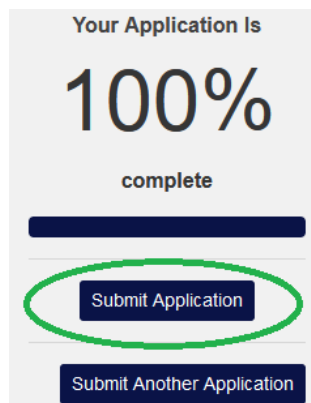 Your Application Is
100%
complete
Submit Application
Submit Another Application